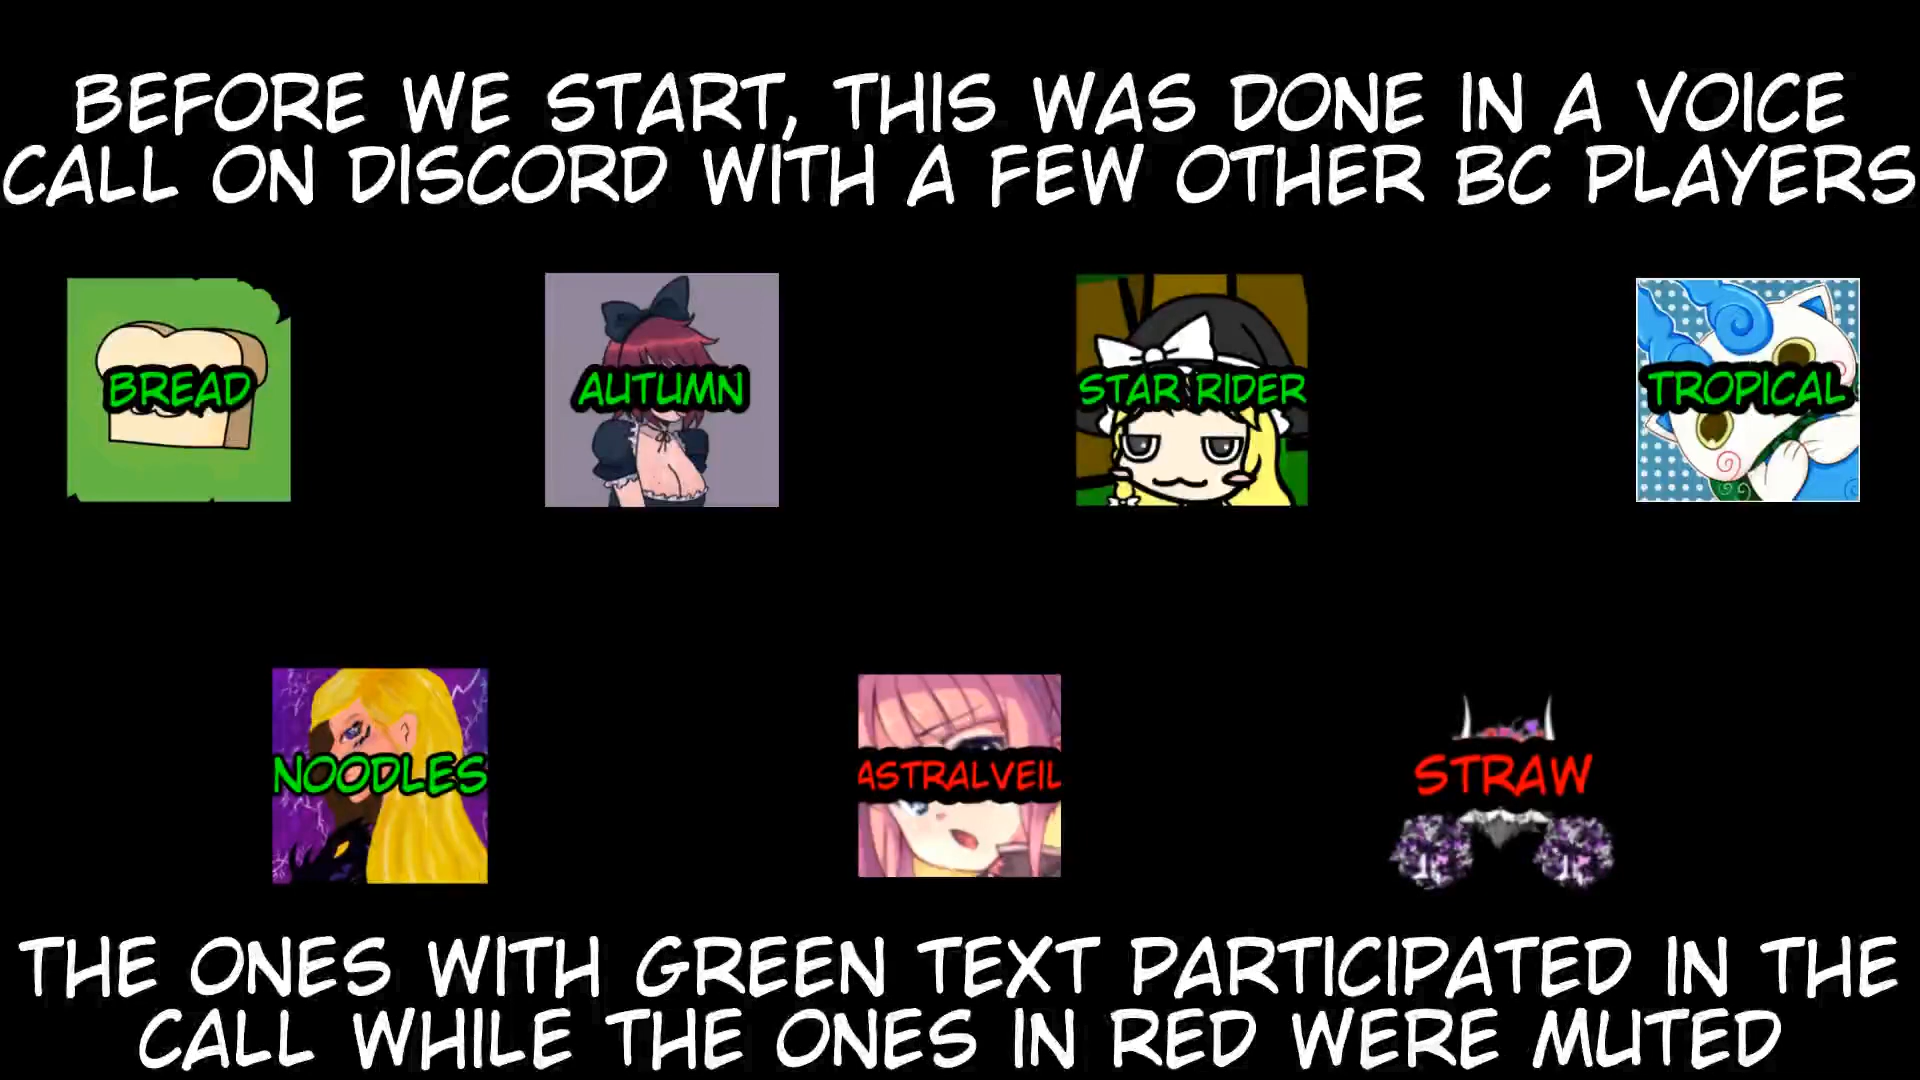 BEFORE WE START, THIS WAS DONE IN A VOICE
CALL ON DISCORD WITH A FEW OTHER BC PLAYERS
BREAD
AUTUMN
STAR RIDER
TROPICAL
NOODLES
ASTRALVEIL
STRAW
THE ONES WITH GREEN TEXT PARTICIPATED IN THE
CALL WHILE THE ONES IN RED WERE MUTED